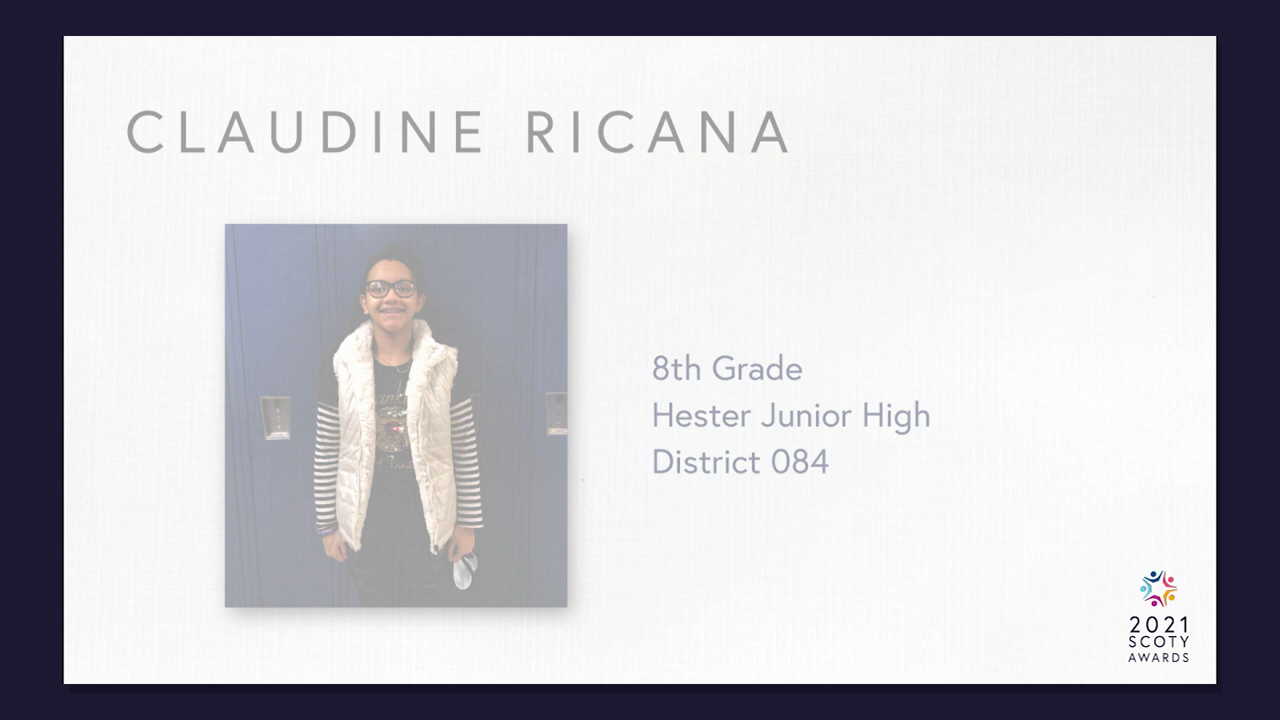 CLAUDINE RICANA
8th Grade
Hester Junior High
District 084
2021
SCOTY
AWARDS